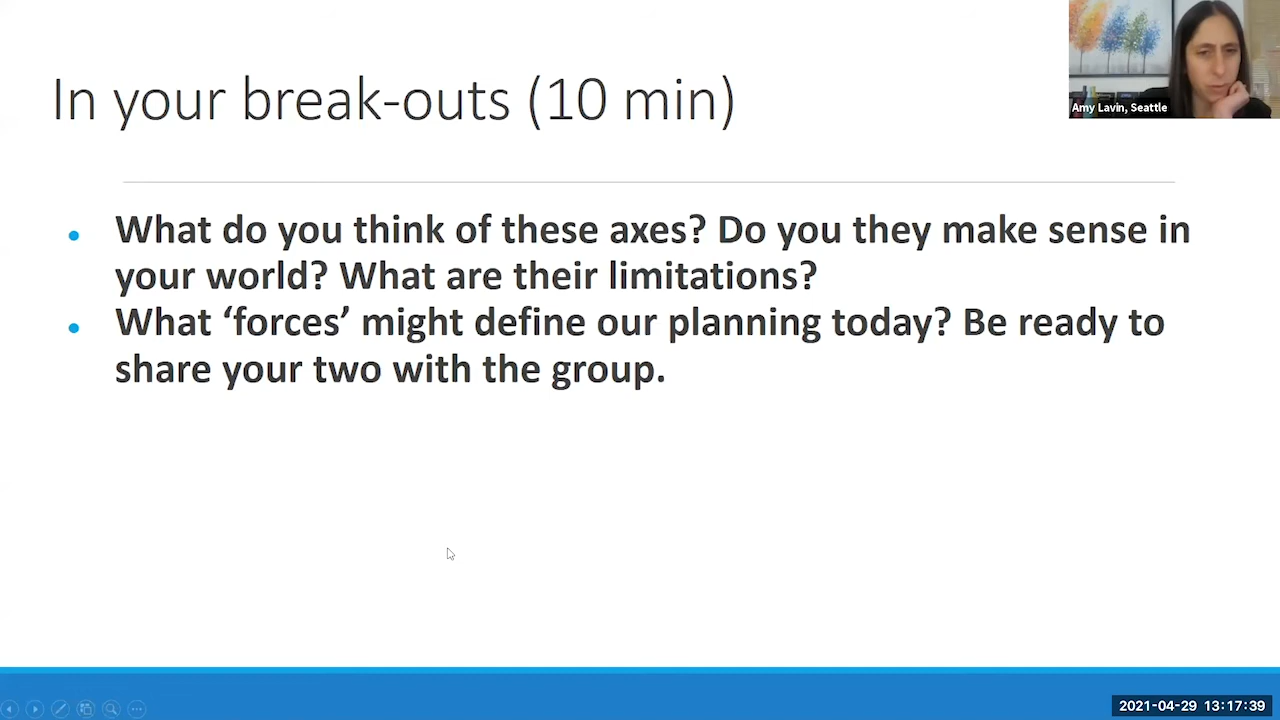 In your break-outs (10 min)
Amy Lavin, Seattle
• What do you think of these axes? Do you they make sense in
your world? What are their limitations?
• What ‘forces’ might define our planning today? Be ready to
share your two with the group.
2021-04-29 13:17:39